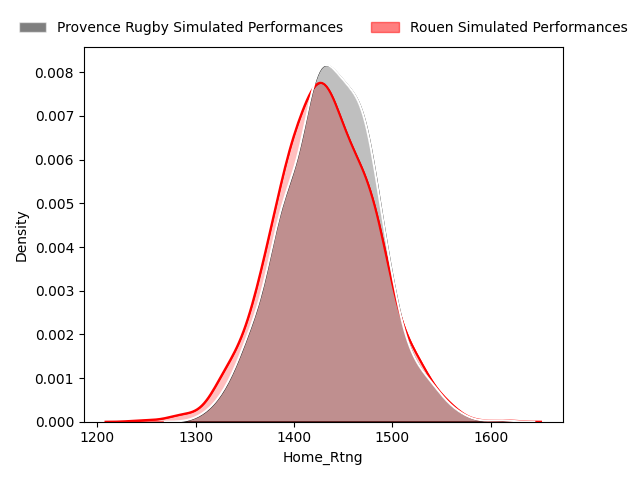 Provence Rugby Simulated Performances
Rouen Simulated Performances
0.008
0.007
0.006
0.005
0.004
0.003
0.002
0.001
0.000
Density
1200 1300 1400 1500 1600
Home_Rtng